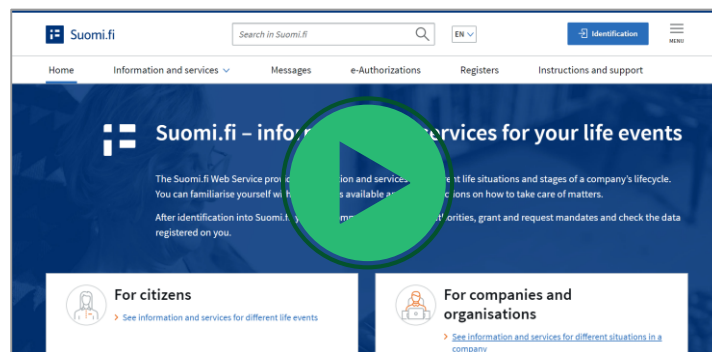 Suomi.fi
Search in Suomi.fi
EN
Identification
MENU
Home
Information and services
Messages
e-Authorizations
Registers
Instructions and support
Suomi.fi – infor services for your life events
The Suomi.fi Web Service prov ion and services life situations and stages of a company's lifecycle.
You can familiarise yourself wit available on how to take care of matters.
After identification into Suomi.fi grant and request mandates and check the data
registered on you.
For citizens
See information and services for different life events
For companies and
organisations
See information and services for different situations in a
company